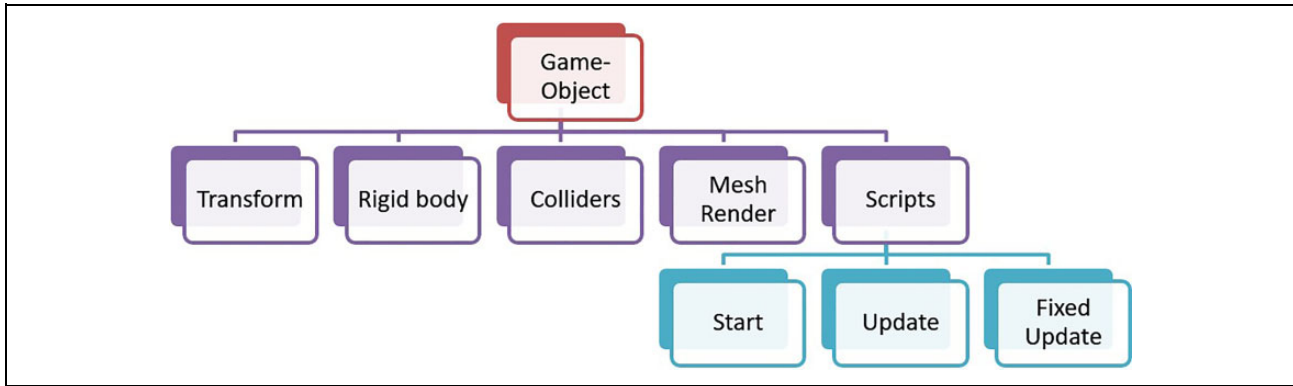 Game-
Object
Transform
Rigid body
Colliders
Mesh
Render
Scripts
Start
Update
Fixed
Update